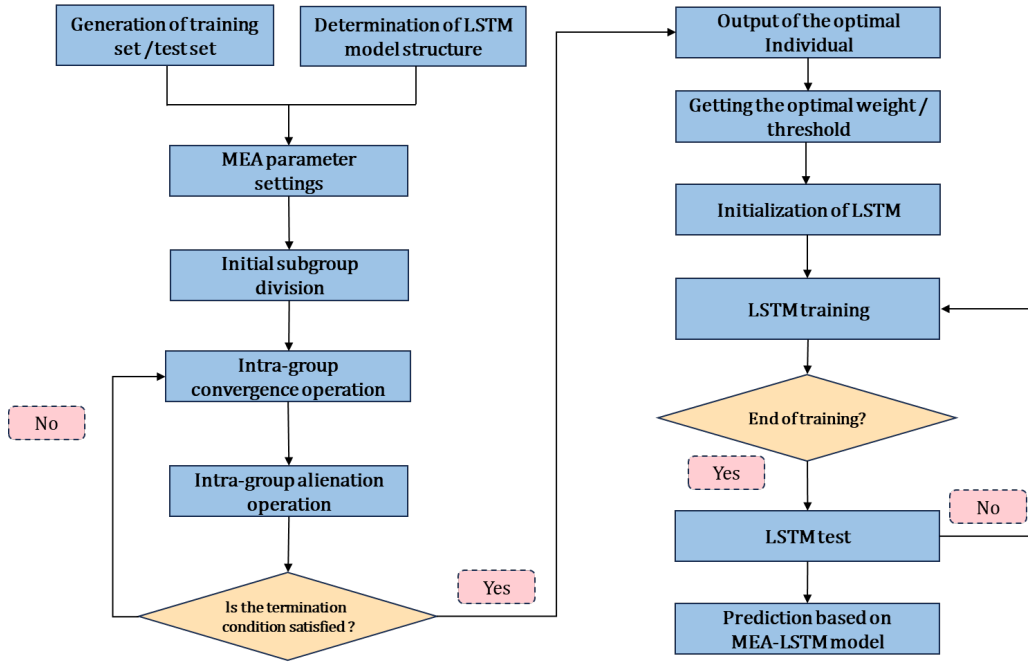 Generation of training
set /test set
Determination of LSTM
model structure
MEA parameter
settings
Initial subgroup
division
Intra-group
convergence operation
No
Intra-group alienation
operation
Is the termination
condition satisfied ?
Yes
Output of the optimal
Individual
Getting the optimal weight /
threshold
Initialization of LSTM
LSTM training
End of training?
Yes
No
LSTM test
Prediction based on
MEA-LSTM model